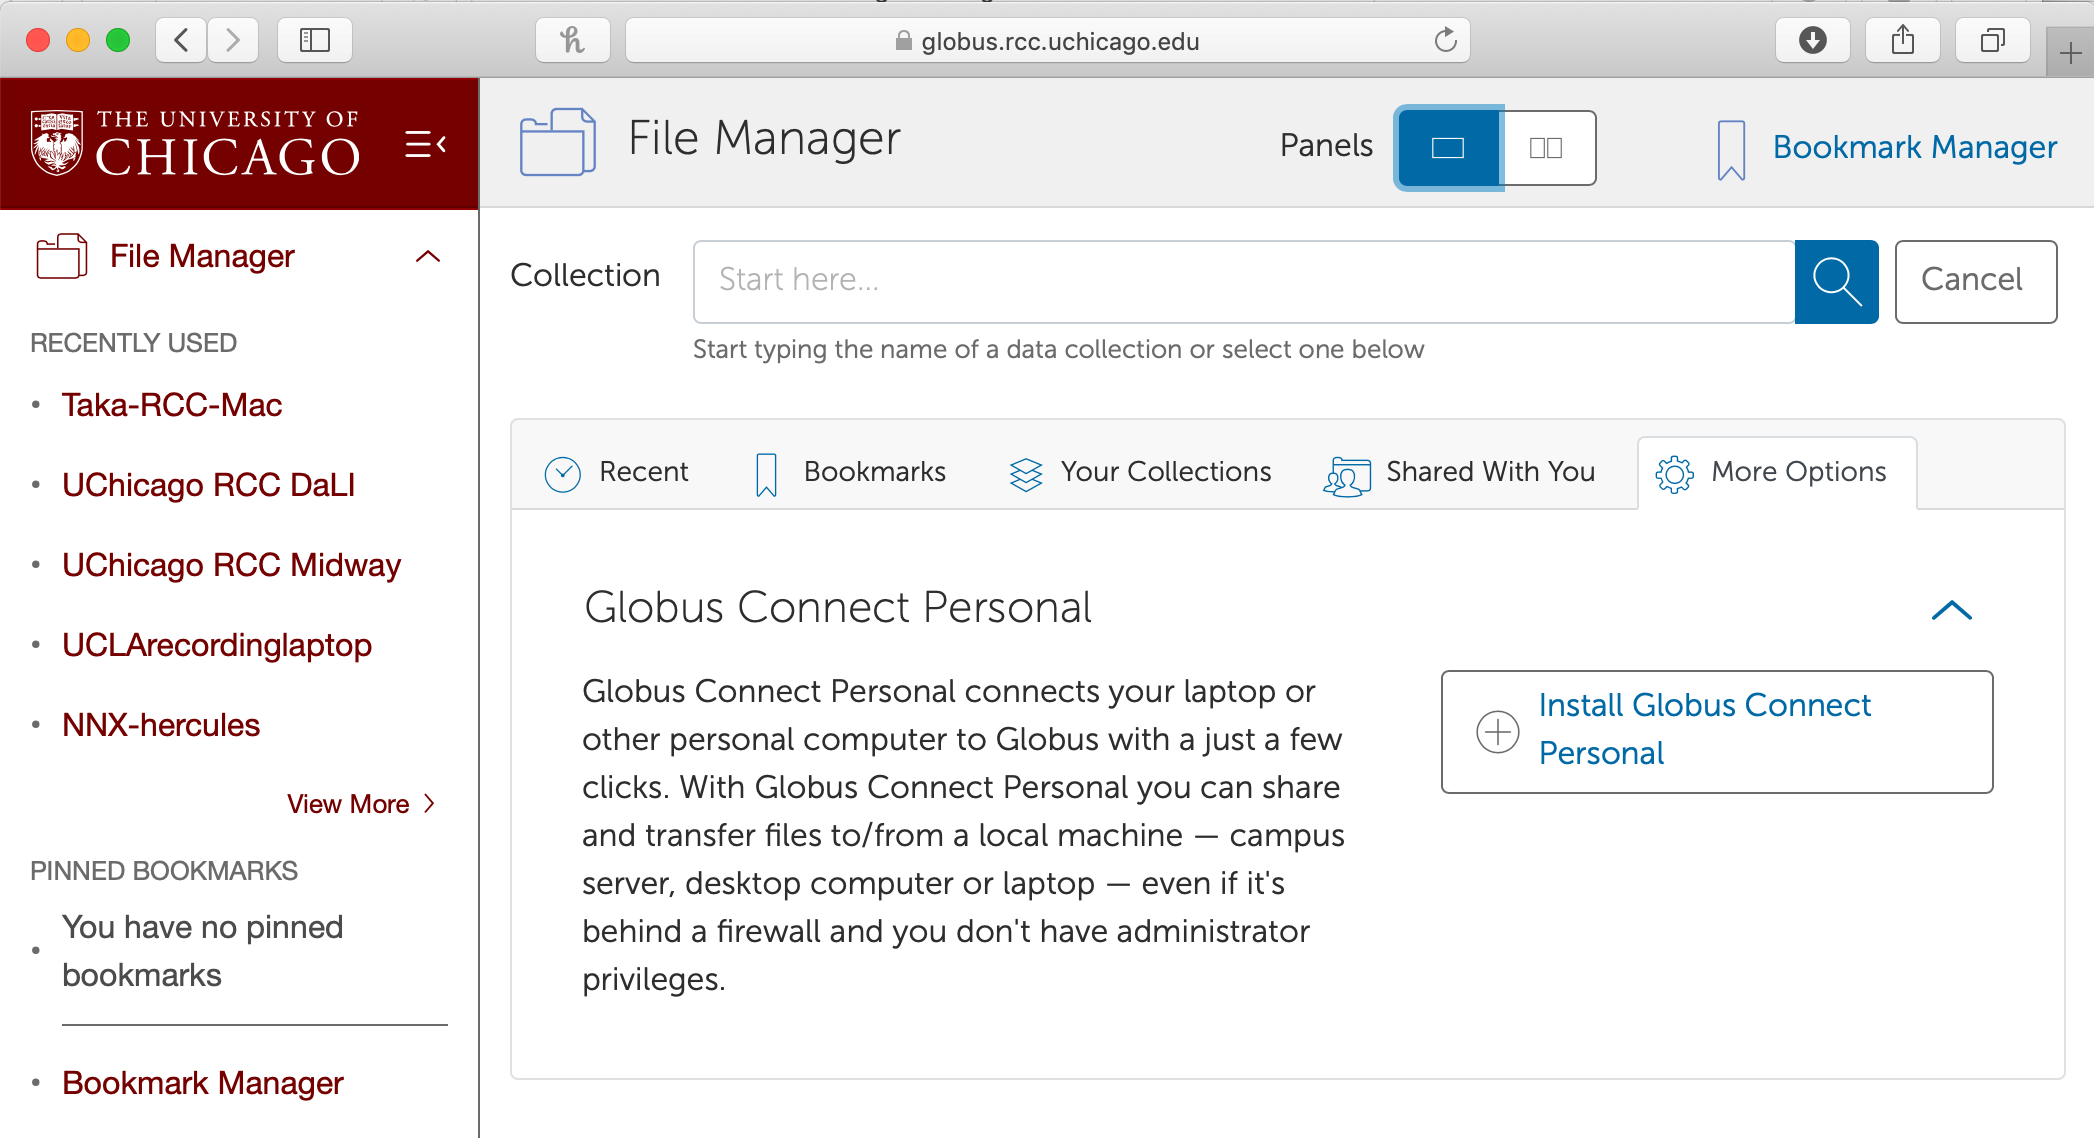 globus.rcc.uchicago.edu
THE UNIVERSITY OF
CHICAGO
File Manager
RECENTLY USED
• Taka-RCC-Mac
• UChicago RCC DaLI
• UChicago RCC Midway
• UCLArecordinglaptop
• NNX-hercules
View More
PINNED BOOKMARKS
• You have no pinned
bookmarks
• Bookmark Manager
File Manager
Panels
Bookmark Manager
Collection
Start here...
Cancel
Start typing the name of a data collection or select one below
Recent
Bookmarks
Your Collections
Shared With You
More Options
Globus Connect Personal
Globus Connect Personal connects your laptop or
other personal computer to Globus with a just a few
clicks. With Globus Connect Personal you can share
and transfer files to/from a local machine — campus
server, desktop computer or laptop — even if it's
behind a firewall and you don't have administrator
privileges.
Install Globus Connect
Personal